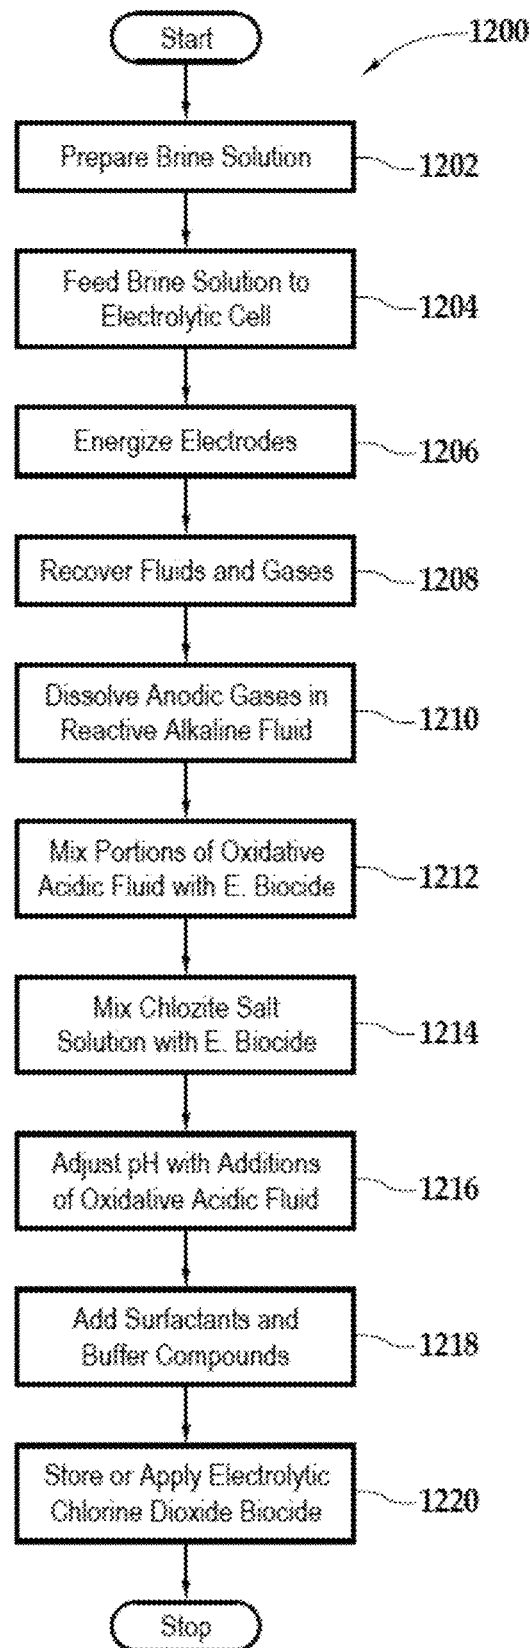 Start
1200
Prepare Brine Solution
1202
Feed Brine Solution to
Electrolytic Cell
1204
Energize Electrodes
1206
Recover Fluids and Gases
1208
Dissolve Anodic Gases in
Reactive Alkaline Fluid
1210
Mix Portions of Oxidative
Acidic Fluid with E. Biocide
1212
Mix Chlozite Salt
Solution with E. Biocide
1214
Adjust pH with Additions
of Oxidative Acidic Fluid
1216
Add Surfactants and
Buffer Compounds
1218
Store or Apply Electrolytic
Chlorine Dioxide Biocide
1220
Stop